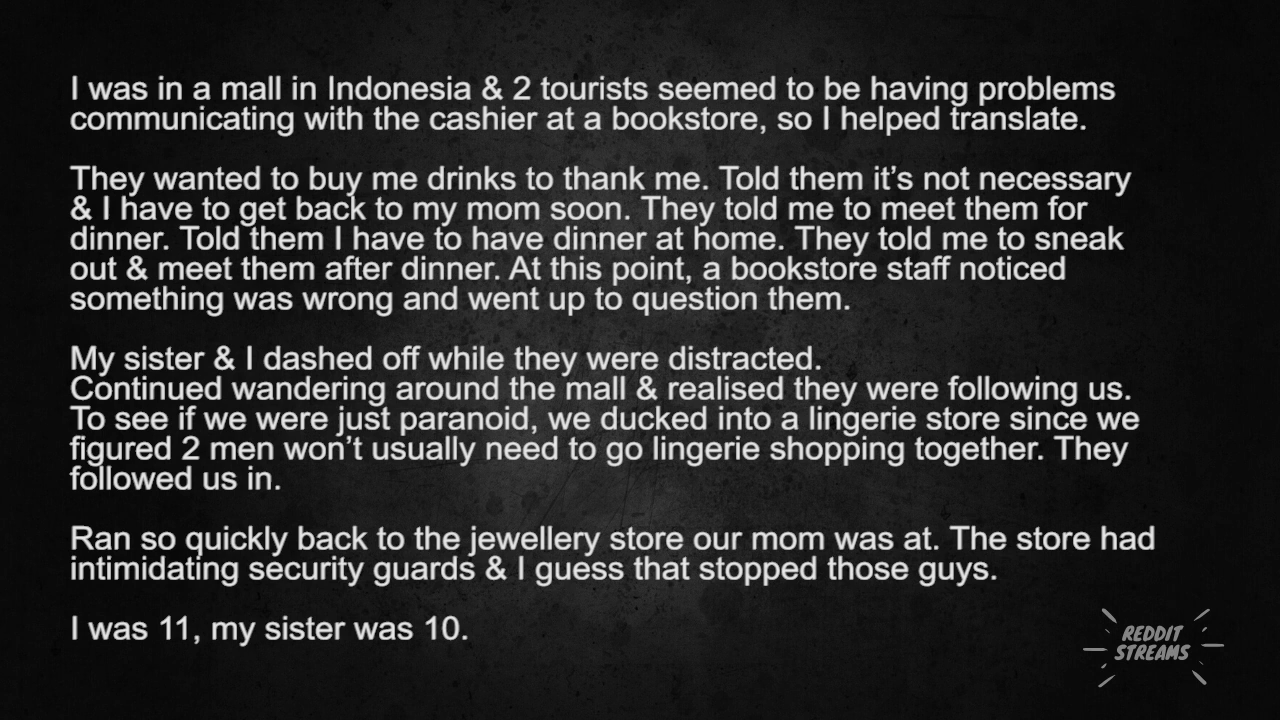 I was in a mall in Indonesia & 2 tourists seemed to be having problems
communicating with the cashier at a bookstore, so I helped translate.
They wanted to buy me drinks to thank me. Told them it’s not necessary
& I have to get back to my mom soon. They told me to meet them for
dinner. Told them I have to have dinner at home. They told me to sneak
out & meet them after dinner. At this point, a bookstore staff noticed
something was wrong and went up to question them.
My sister & I dashed off while they were distracted.
Continued wandering around the mall & realised they were following us.
To see if we were just paranoid, we ducked into a lingerie store since we
figured 2 men won’t usually need to go lingerie shopping together. They
followed us in.
Ran so quickly back to the jewellery store our mom was at. The store had
intimidating security guards & I guess that stopped those guys.
I was 11, my sister was 10.
REDDIT
STREAMS